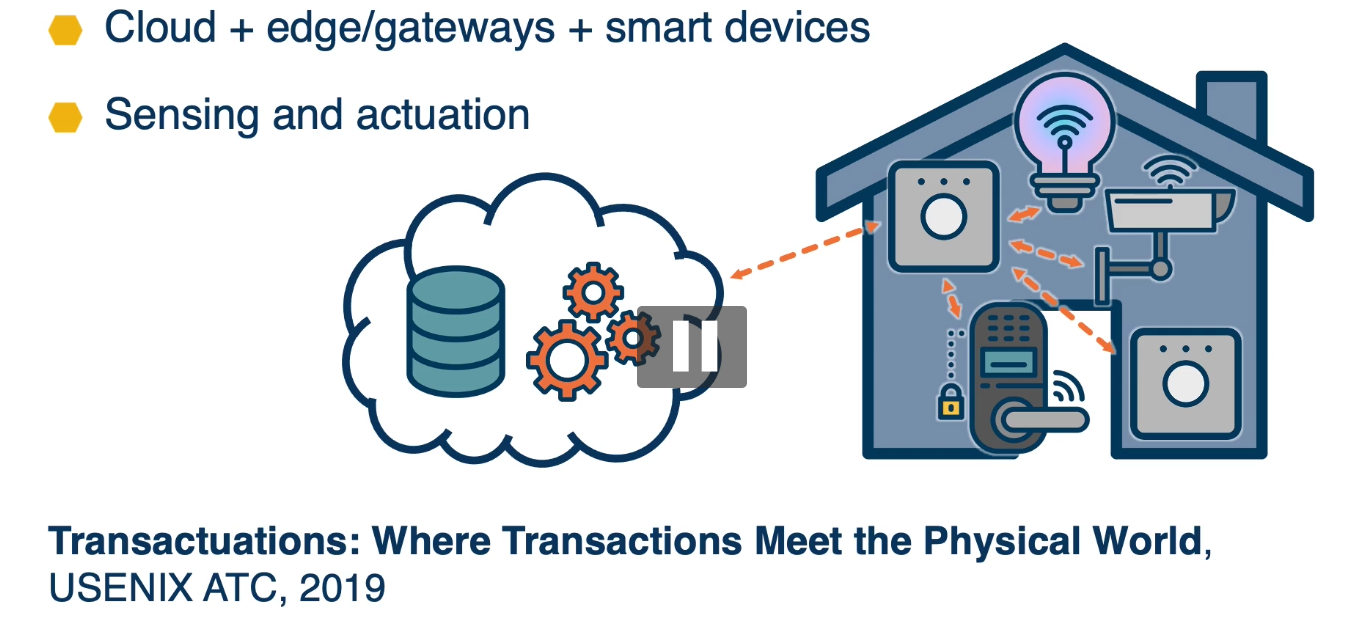 Cloud + edge/gateways + smart devices
Sensing and actuation
Transactuations: Where Transactions Meet the Physical World,
USENIX ATC, 2019